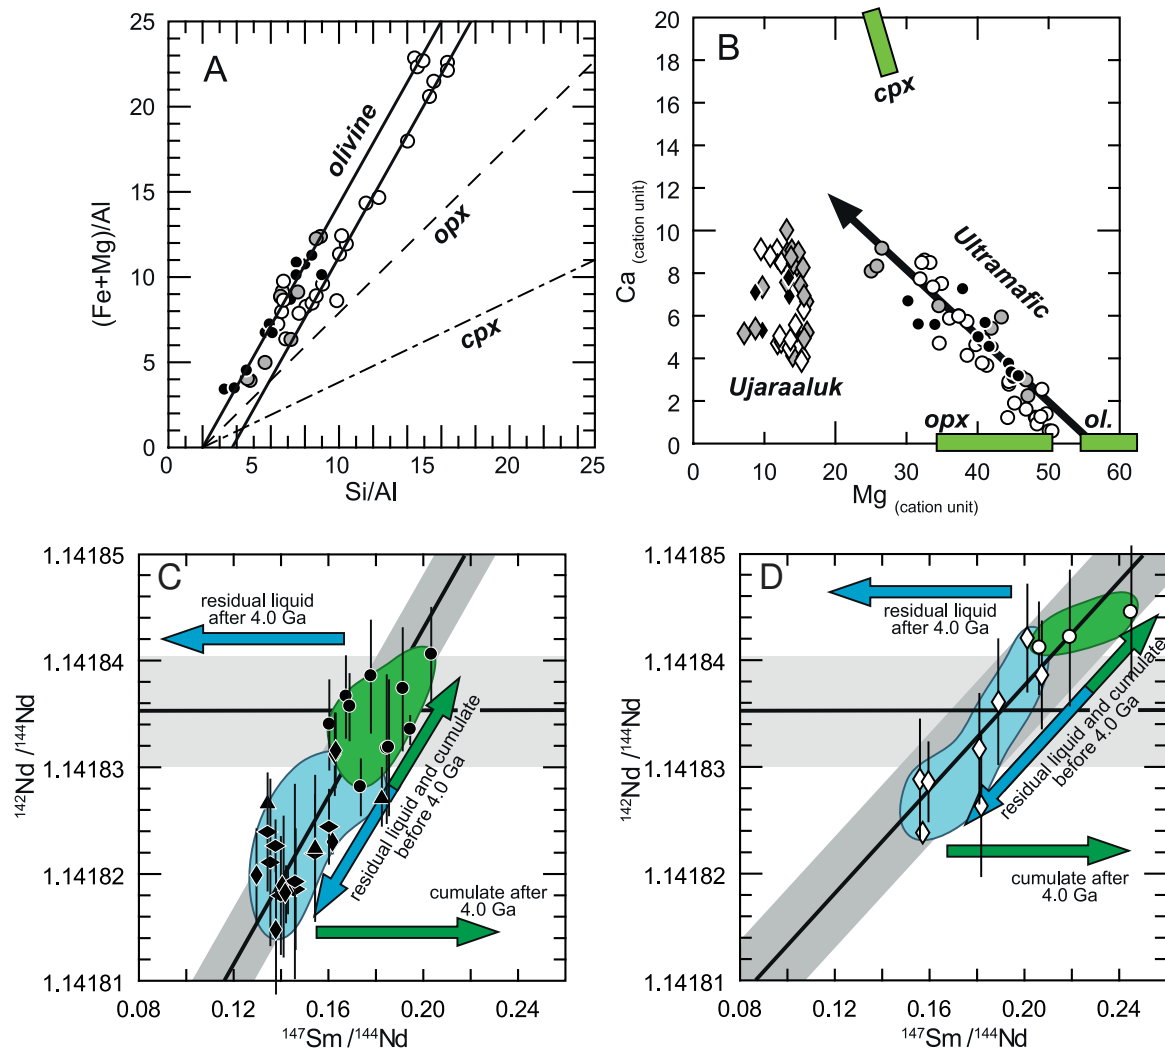 A
25
20
15
10
5
0
(Fe+Mg)/Al
olivine
opx
cpx
0
5
10
15
20
25
Si/Al
B
20
18
16
14
12
10
8
6
4
2
0
Ca (cation unit)
cpx
Ultramafic
Ujaraaluk
opx
ol.
0
10
20
30
40
50
60
Mg (cation unit)
C
1.14185
1.14184
1.14183
1.14182
1.14181
¹⁴²Nd /¹⁴⁴Nd
residual liquid
after 4.0 Ga
residual liquid and cumulate
before 4.0 Ga
cumulate after
4.0 Ga
0.08
0.12
0.16
0.20
0.24
¹⁴⁷Sm /¹⁴⁴Nd
D
1.14185
1.14184
1.14183
1.14182
1.14181
¹⁴²Nd /¹⁴⁴Nd
residual liquid
after 4.0 Ga
residual liquid and cumulate
before 4.0 Ga
cumulate after
4.0 Ga
0.08
0.12
0.16
0.20
0.24
¹⁴⁷Sm /¹⁴⁴Nd